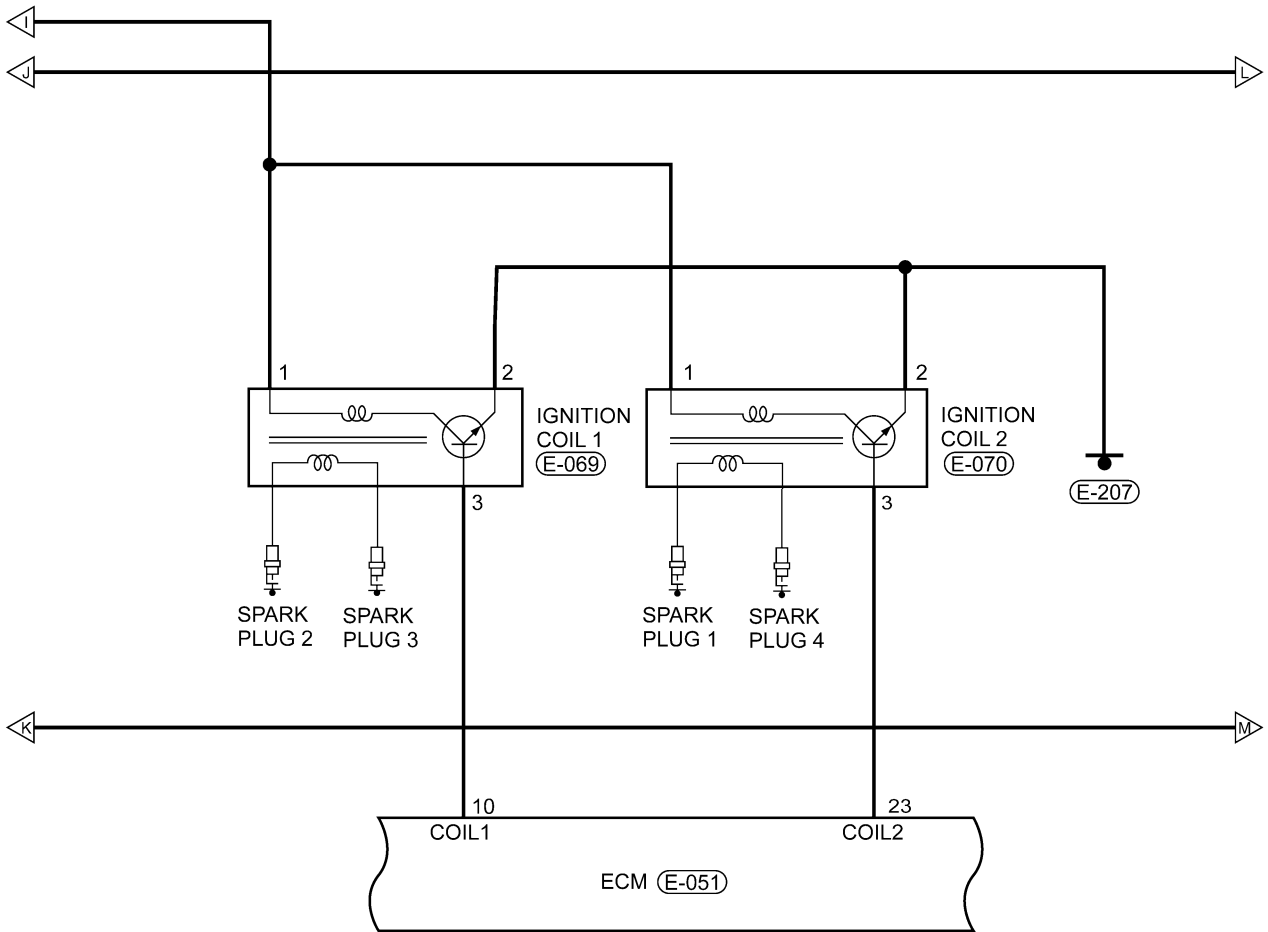 I
J
L
1
2
1
2
IGNITION
COIL 1
E-069
IGNITION
COIL 2
E-070
E-207
3
3
SPARK
PLUG 2
SPARK
PLUG 3
SPARK
PLUG 1
SPARK
PLUG 4
K
M
10
23
COIL1
COIL2
ECM E-051